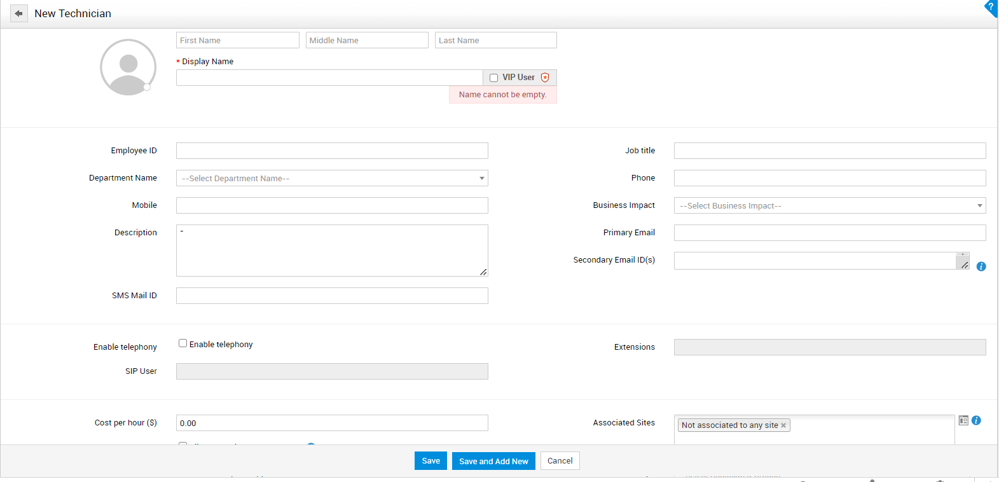 New Technician
?
First Name Middle Name Last Name
* Display Name
VIP User
Name cannot be empty.
Employee ID
Job title
Department Name --Select Department Name--
Phone
Mobile
Business Impact --Select Business Impact--
Description -
Primary Email
Secondary Email ID(s)
SMS Mail ID
Enable telephony Enable telephony
Extensions
SIP User
Cost per hour ($) 0.00
Associated Sites Not associated to any site ×
Save Save and Add New Cancel